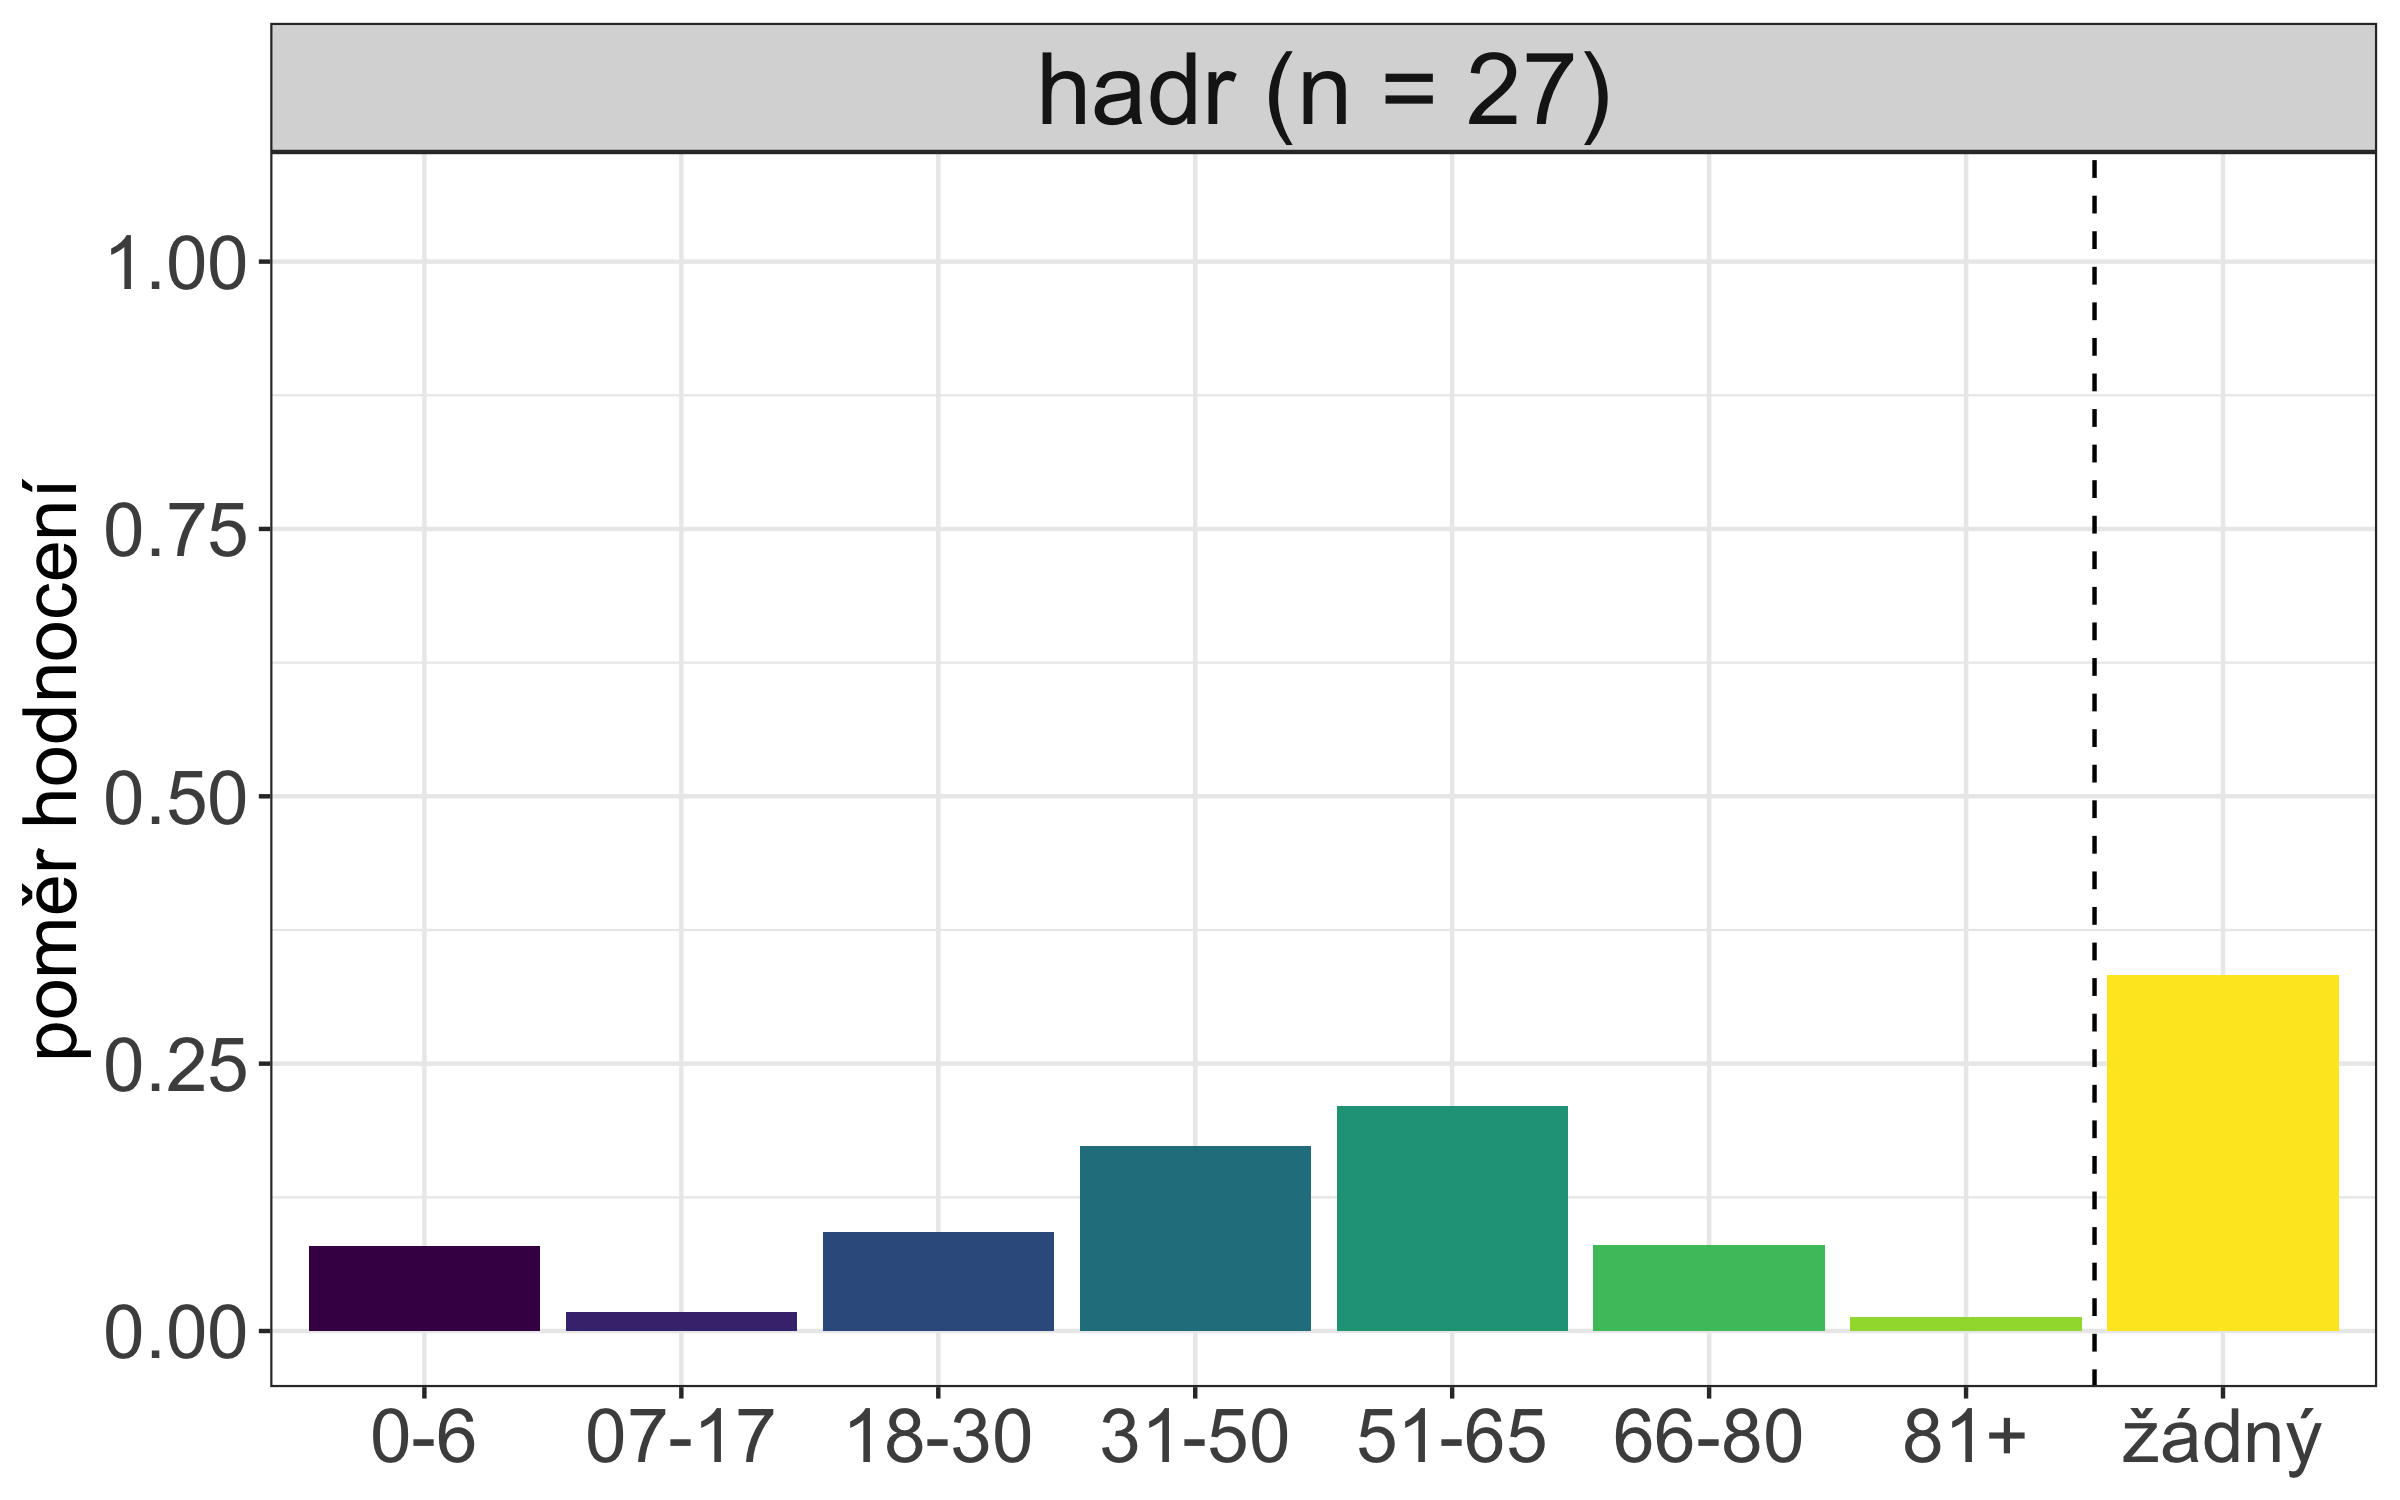 hadr (n = 27)
poměr hodnocení
1.00
0.75
0.50
0.25
0.00
0-6 07-17 18-30 31-50 51-65 66-80 81+ žádný